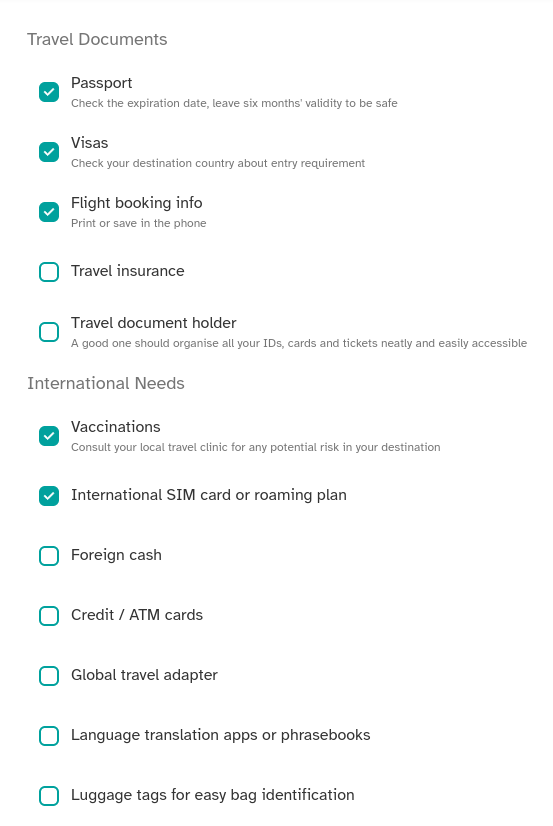 Travel Documents
Passport
Check the expiration date, leave six months' validity to be safe
Visas
Check your destination country about entry requirement
Flight booking info
Print or save in the phone
Travel insurance
Travel document holder
A good one should organise all your IDs, cards and tickets neatly and easily accessible
International Needs
Vaccinations
Consult your local travel clinic for any potential risk in your destination
International SIM card or roaming plan
Foreign cash
Credit / ATM cards
Global travel adapter
Language translation apps or phrasebooks
Luggage tags for easy bag identification